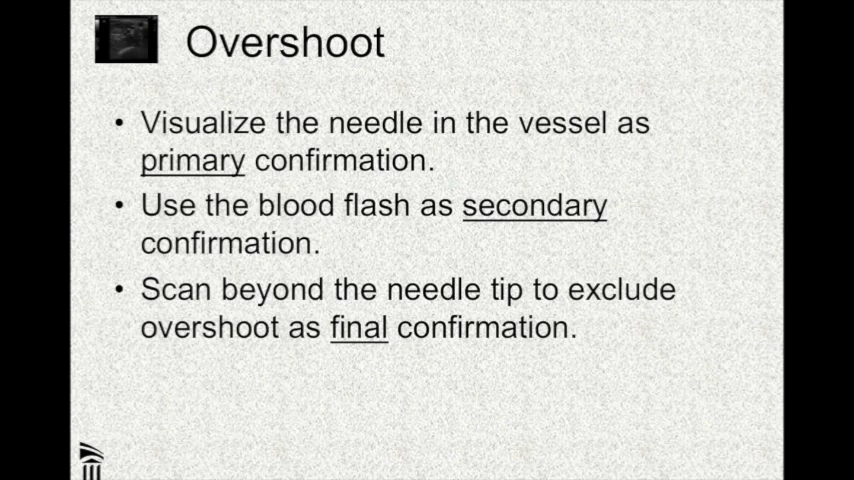 Overshoot
• Visualize the needle in the vessel as
primary confirmation.
• Use the blood flash as secondary
confirmation.
• Scan beyond the needle tip to exclude
overshoot as final confirmation.